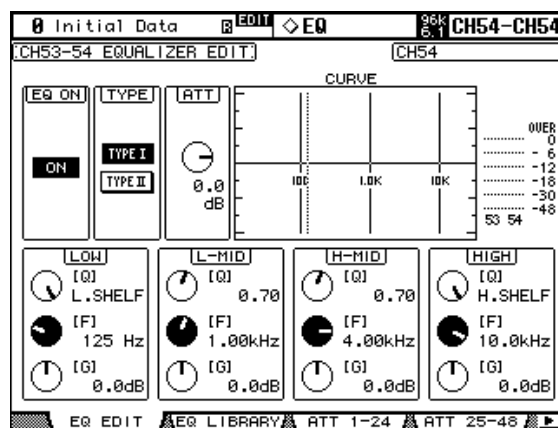 0 Initial Data R EDIT ◇EQ 96k 6.1 CH54-CH54
CH53-54 EQUALIZER EDIT CH54
CURVE
EQ ON TYPE ATT
ON
TYPE I
TYPE II
0.0
dB
100 1.0K 10K
OVER
0
- 6
-12
-18
-30
-48
53 54
LOW
[Q]
L.SHELF
[F]
125 Hz
[G]
0.0dB
L-MID
[Q]
0.70
[F]
1.00kHz
[G]
0.0dB
H-MID
[Q]
0.70
[F]
4.00kHz
[G]
0.0dB
HIGH
[Q]
H.SHELF
[F]
10.0kHz
[G]
0.0dB
EQ EDIT EQ LIBRARY ATT 1-24 ATT 25-48